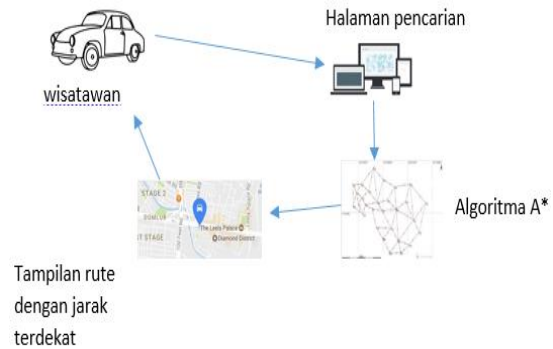 Halaman pencarian
wisatawan
Algoritma A*
STAGE 2
The Leela Palace
Diamond District
Tampilan rute
dengan jarak
terdekat